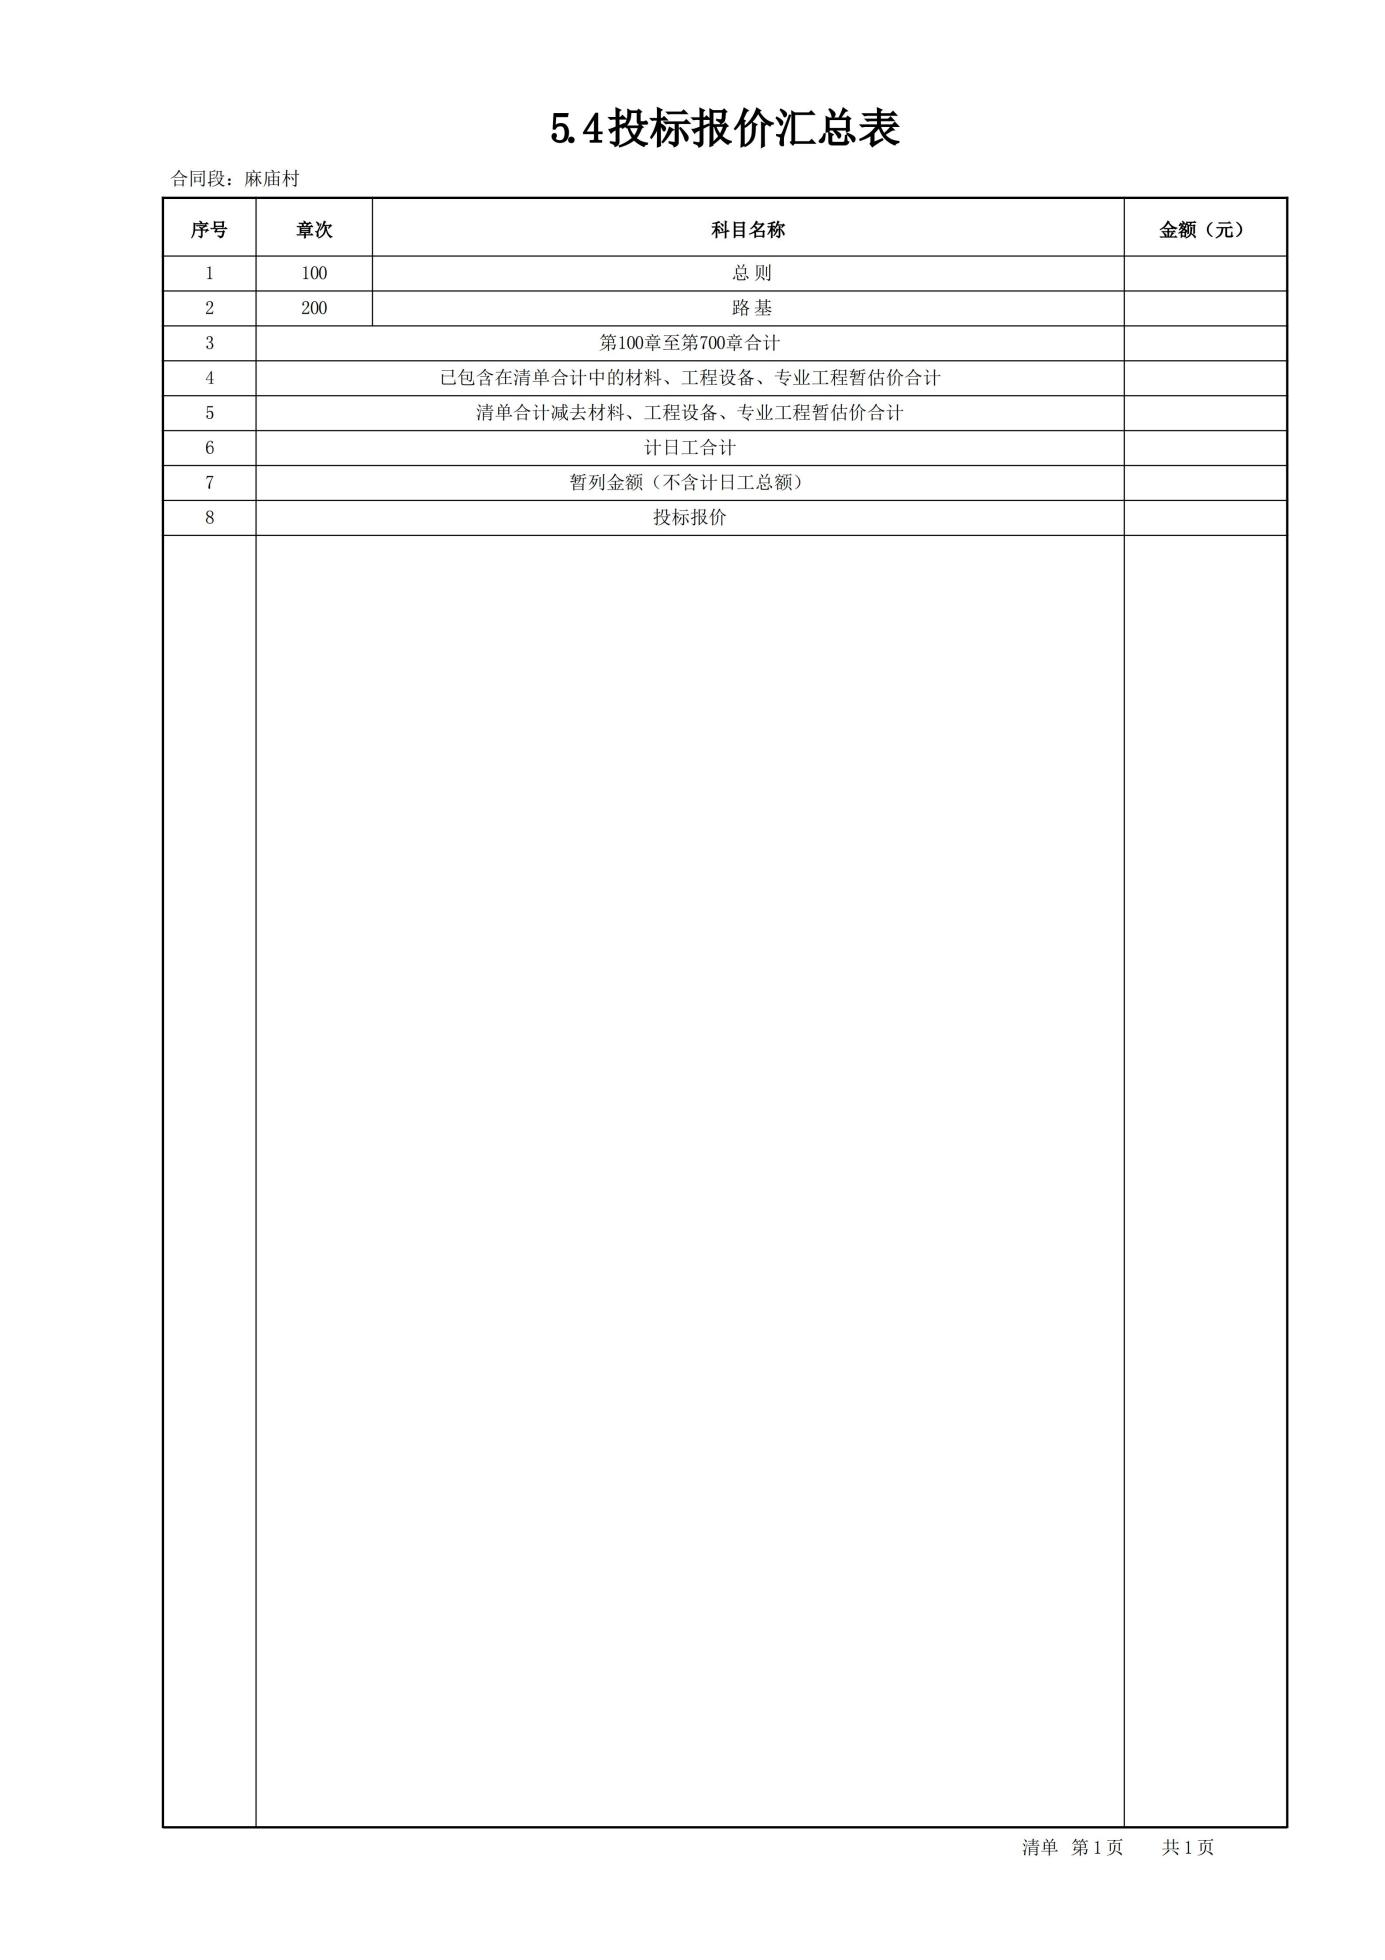 5.4投标报价汇总表
合同段：麻庙村
序号 章次 科目名称 金额（元）
1 100 总 则
2 200 路 基
3 第100章至第700章合计
4 已包含在清单合计中的材料、工程设备、专业工程暂估价合计
5 清单合计减去材料、工程设备、专业工程暂估价合计
6 计日工合计
7 暂列金额（不含计日工总额）
8 投标报价
清单 第1页 共1页